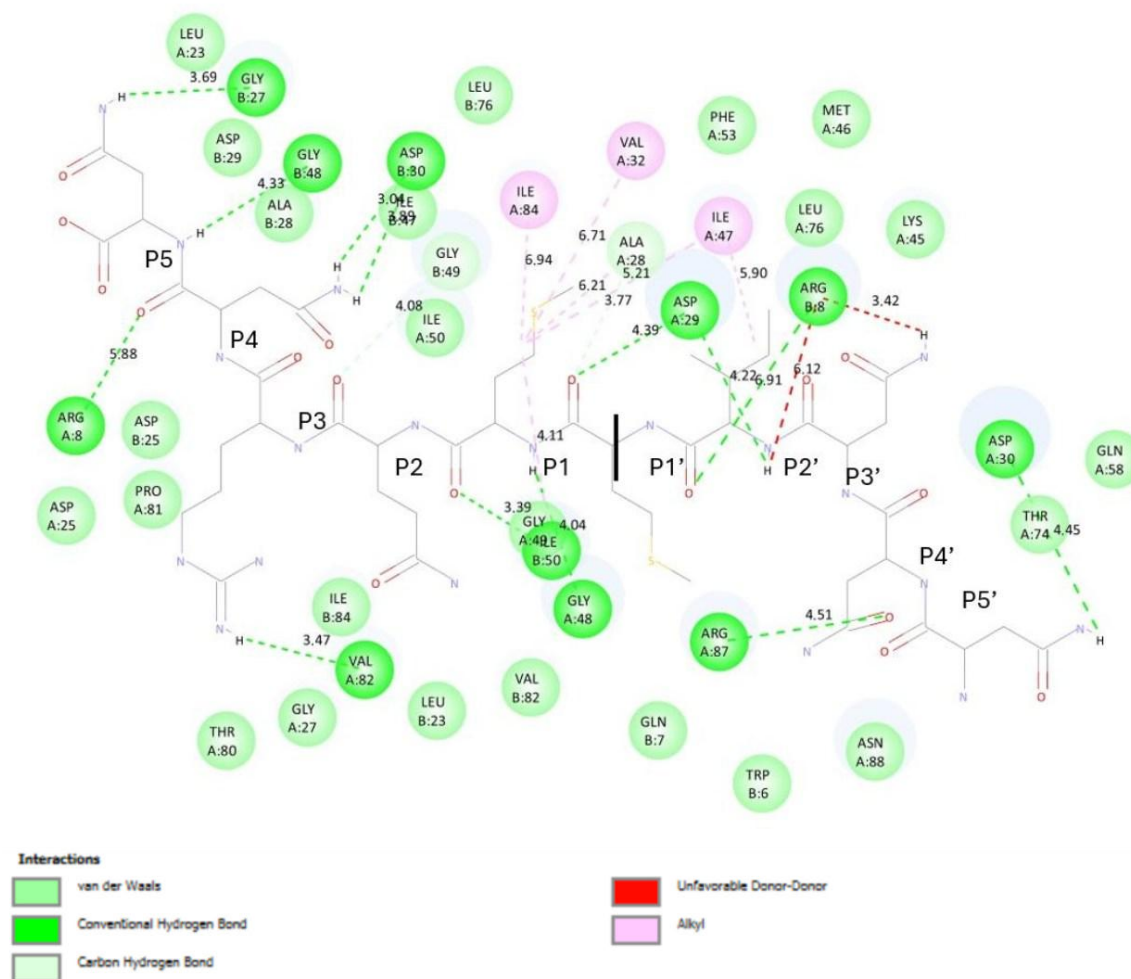 LEU
A:23
3.69
H
GLY
B:27
N
LEU
B:76
PHE
A:53
MET
A:46
ASP
B:29
VAL
A:32
O
GLY
B:48
ASP
B:30
ILE
A:84
4.33
3.04
ALA
B:28
ILE
B:47
3.89
LEU
A:76
ILE
A:47
LYS
A:45
O
O
H
N
P5
GLY
B:49
ALA
A:28
6.71
5.21
6.94
5.90
H
N
H
ASP
A:29
ARG
B:8
3.42
6.21
3.77
4.08
S
O
P4
N
O
ILE
A:50
4.39
H
N
5.88
4.22
6.91
6.12
O
O
O
O
O
ARG
A:8
ASP
B:25
P3
N
O
P2
N
O
4.11
N
P1
H
P1'
N
O
P2'
N
H
O
P3'
N
ASP
A:30
GLN
A:58
PRO
A:81
ASP
A:25
3.39
GLY
A:49
ILE
B:50
4.04
O
THR
A:74
4.45
N
N
O
N
S
P4'
N
P5'
ILE
B:84
GLY
A:48
N
H
3.47
VAL
A:82
ARG
A:87
4.51
O
N
O
N
H
N
O
GLY
A:27
LEU
B:23
VAL
B:82
THR
A:80
GLN
B:7
ASN
A:88
TRP
B:6
Interactions
van der Waals
Conventional Hydrogen Bond
Carbon Hydrogen Bond
Unfavorable Donor-Donor
Alkyl